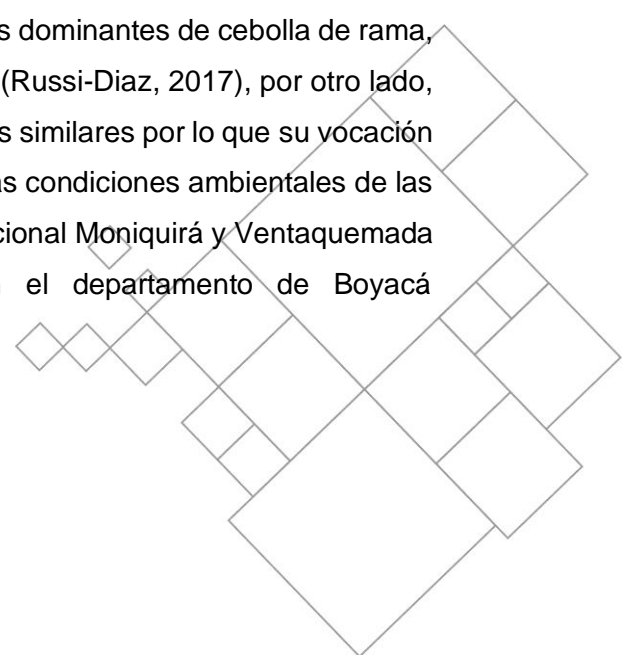 s dominantes de cebolla de rama,
(Russi-Diaz, 2017), por otro lado,
s similares por lo que su vocación
as condiciones ambientales de las
cional Moniquirá y Ventaquemada
el departamento de Boyacá